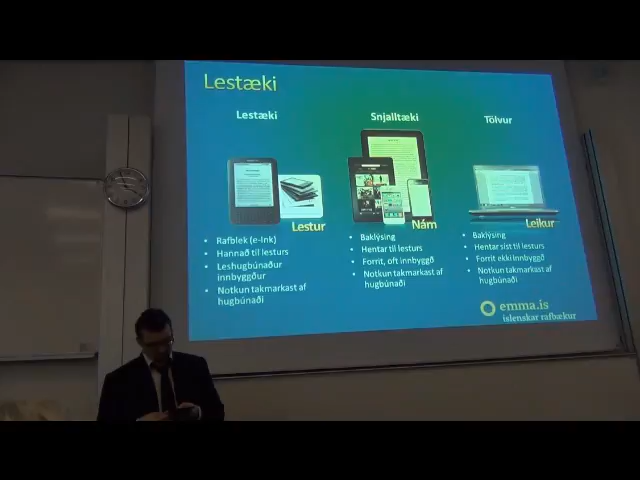 Lestæki
Lestæki
Snjalltæki
Tölvur
Lestur
Nám
Leikur
• Rafblek (e-Ink)
• Hannað til lesturs
• Leshugbúnaður
innbyggður
• Notkun takmarkast af
hugbúnaði
• Baklýsing
• Hentar til lesturs
• Forrit, oft innbyggð
• Notkun takmarkast af
hugbúnaði
• Baklýsing
• Hentar síst til lesturs
• Forrit ekki innbyggð
• Notkun takmarkast af
hugbúnaði
emma.is
íslenskar rafbækur